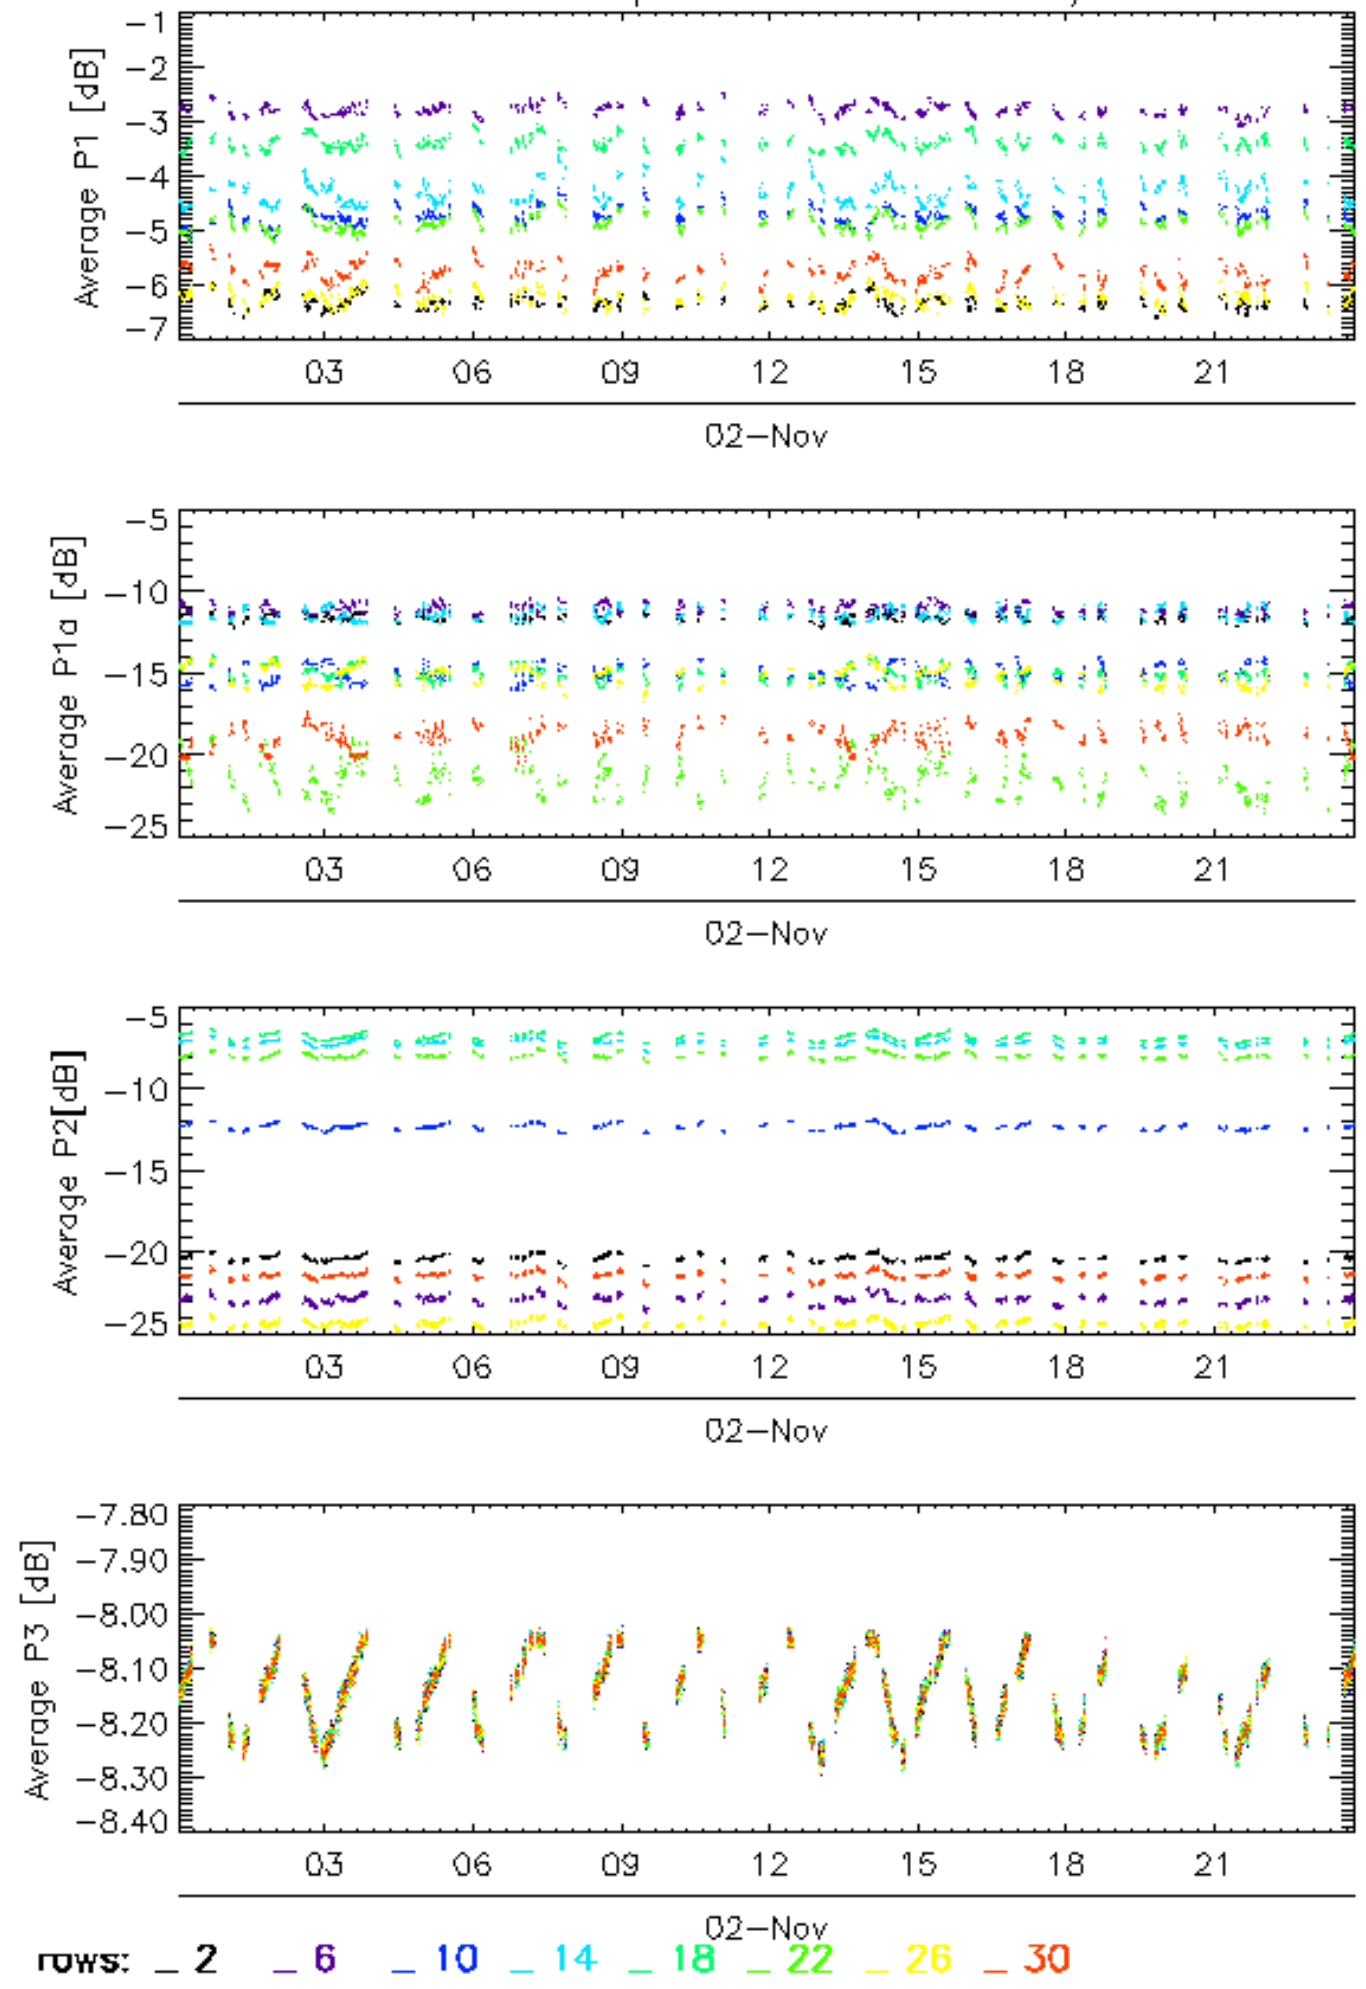 Average P1 [dB]
-1
-2
-3
-4
-5
-6
-7
03 06 09 12 15 18 21
02-Nov
Average P1a [dB]
-5
-10
-15
-20
-25
03 06 09 12 15 18 21
02-Nov
Average P2[dB]
-5
-10
-15
-20
-25
03 06 09 12 15 18 21
02-Nov
Average P3 [dB]
-7.80
-7.90
-8.00
-8.10
-8.20
-8.30
-8.40
03 06 09 12 15 18 21
02-Nov
rows: _ 2 _ 6 _ 10 _ 14 _ 18 _ 22 _ 26 _ 30